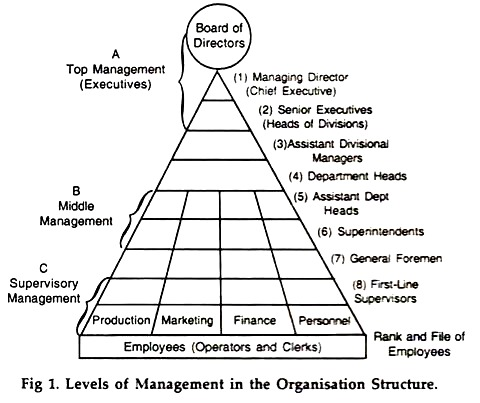 Board of
Directors
A
Top Management
(Executives)
(1) Managing Director
(Chief Executive)
(2) Senior Executives
(Heads of Divisions)
(3)Assistant Divisional
Managers
(4) Department Heads
B
Middle
Management
(5) Assistant Dept
Heads
(6) Superintendents
(7) General Foremen
C
Supervisory
Management
(8) First-Line
Supervisors
Production Marketing Finance Personnel
Employees (Operators and Clerks)
Rank and File of
Employees
Fig 1. Levels of Management in the Organisation Structure.